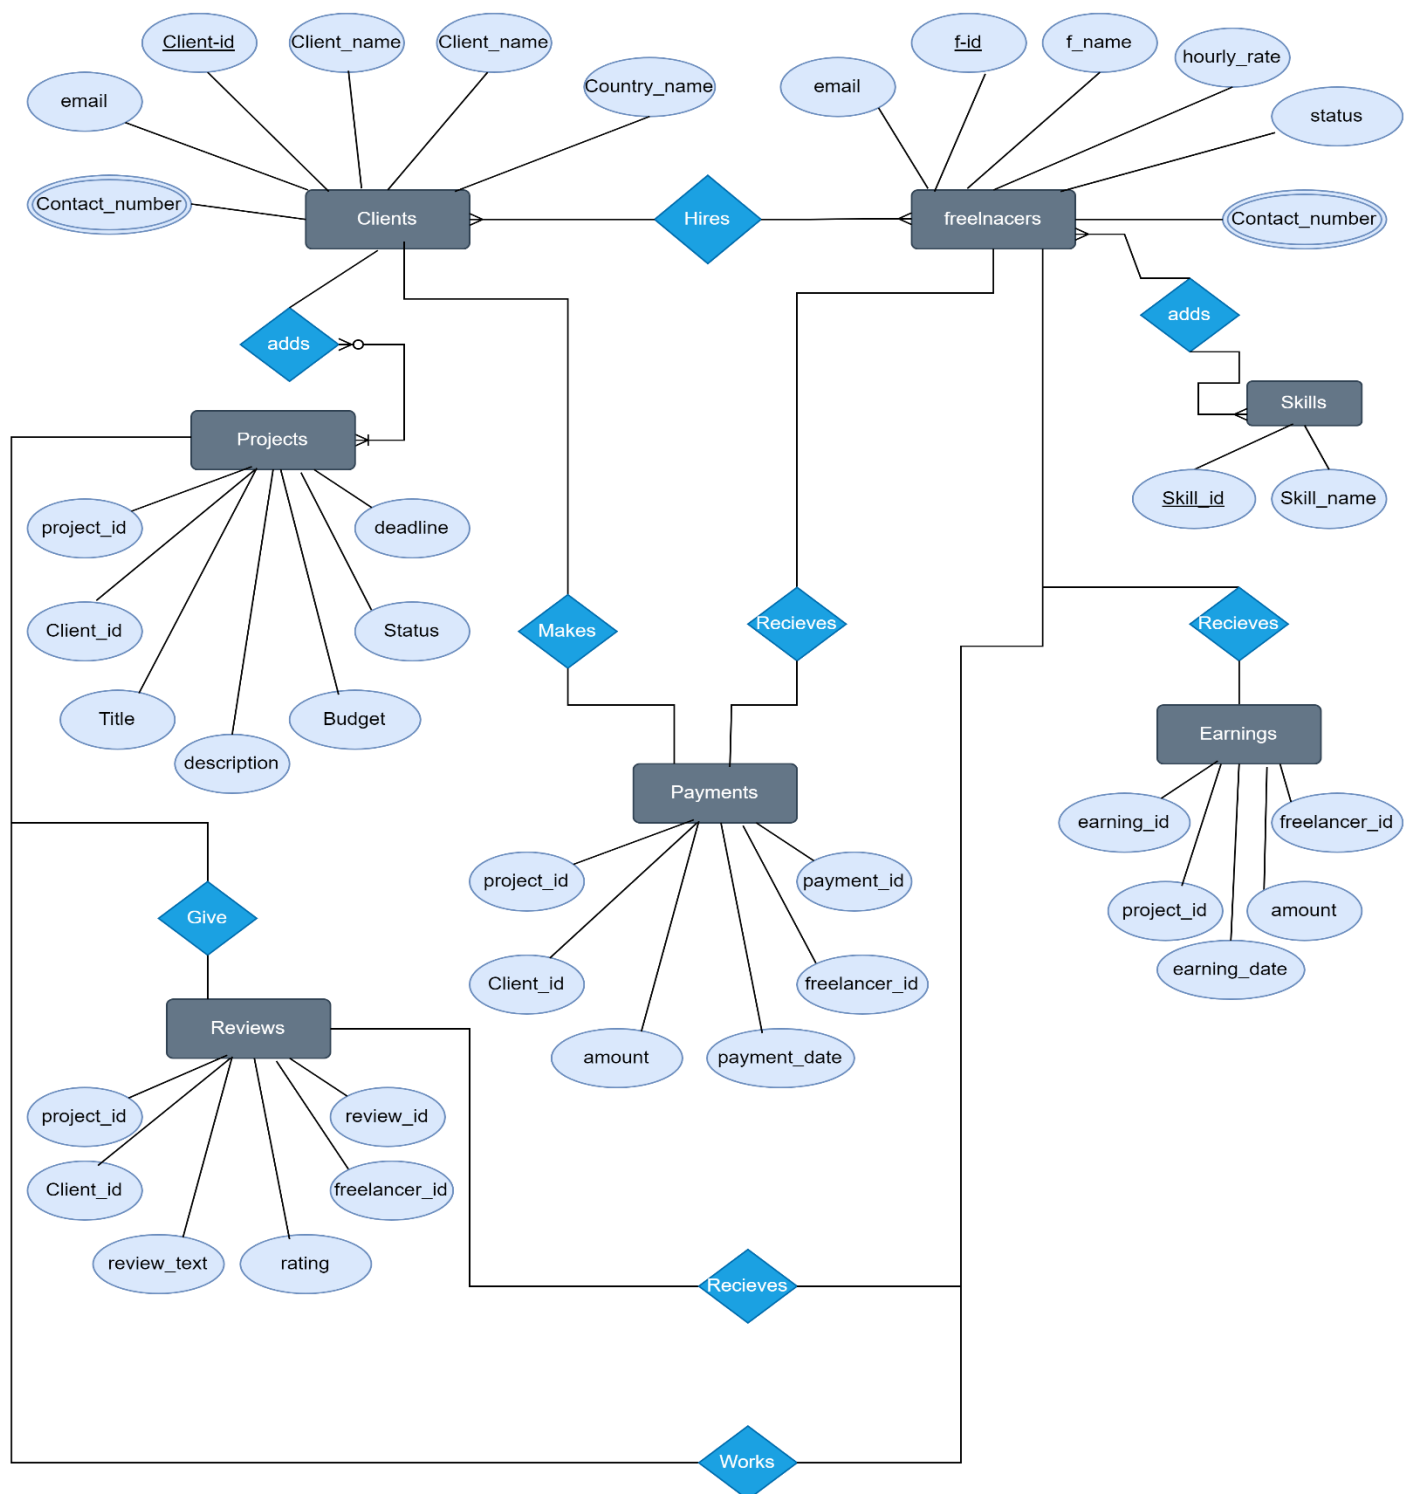 Client-id
Client_name
Client_name
f-id
f_name
hourly_rate
email
Country_name
email
status
Contact_number
Clients
Hires
freelnacers
Contact_number
adds
adds
Projects
Skills
project_id
deadline
Skill_id
Skill_name
Client_id
Status
Makes
Recieves
Recieves
Title
Budget
description
Earnings
Payments
earning_id
freelancer_id
project_id
payment_id
Give
project_id
amount
Client_id
freelancer_id
earning_date
Reviews
amount
payment_date
project_id
review_id
Client_id
freelancer_id
review_text
rating
Recieves
Works